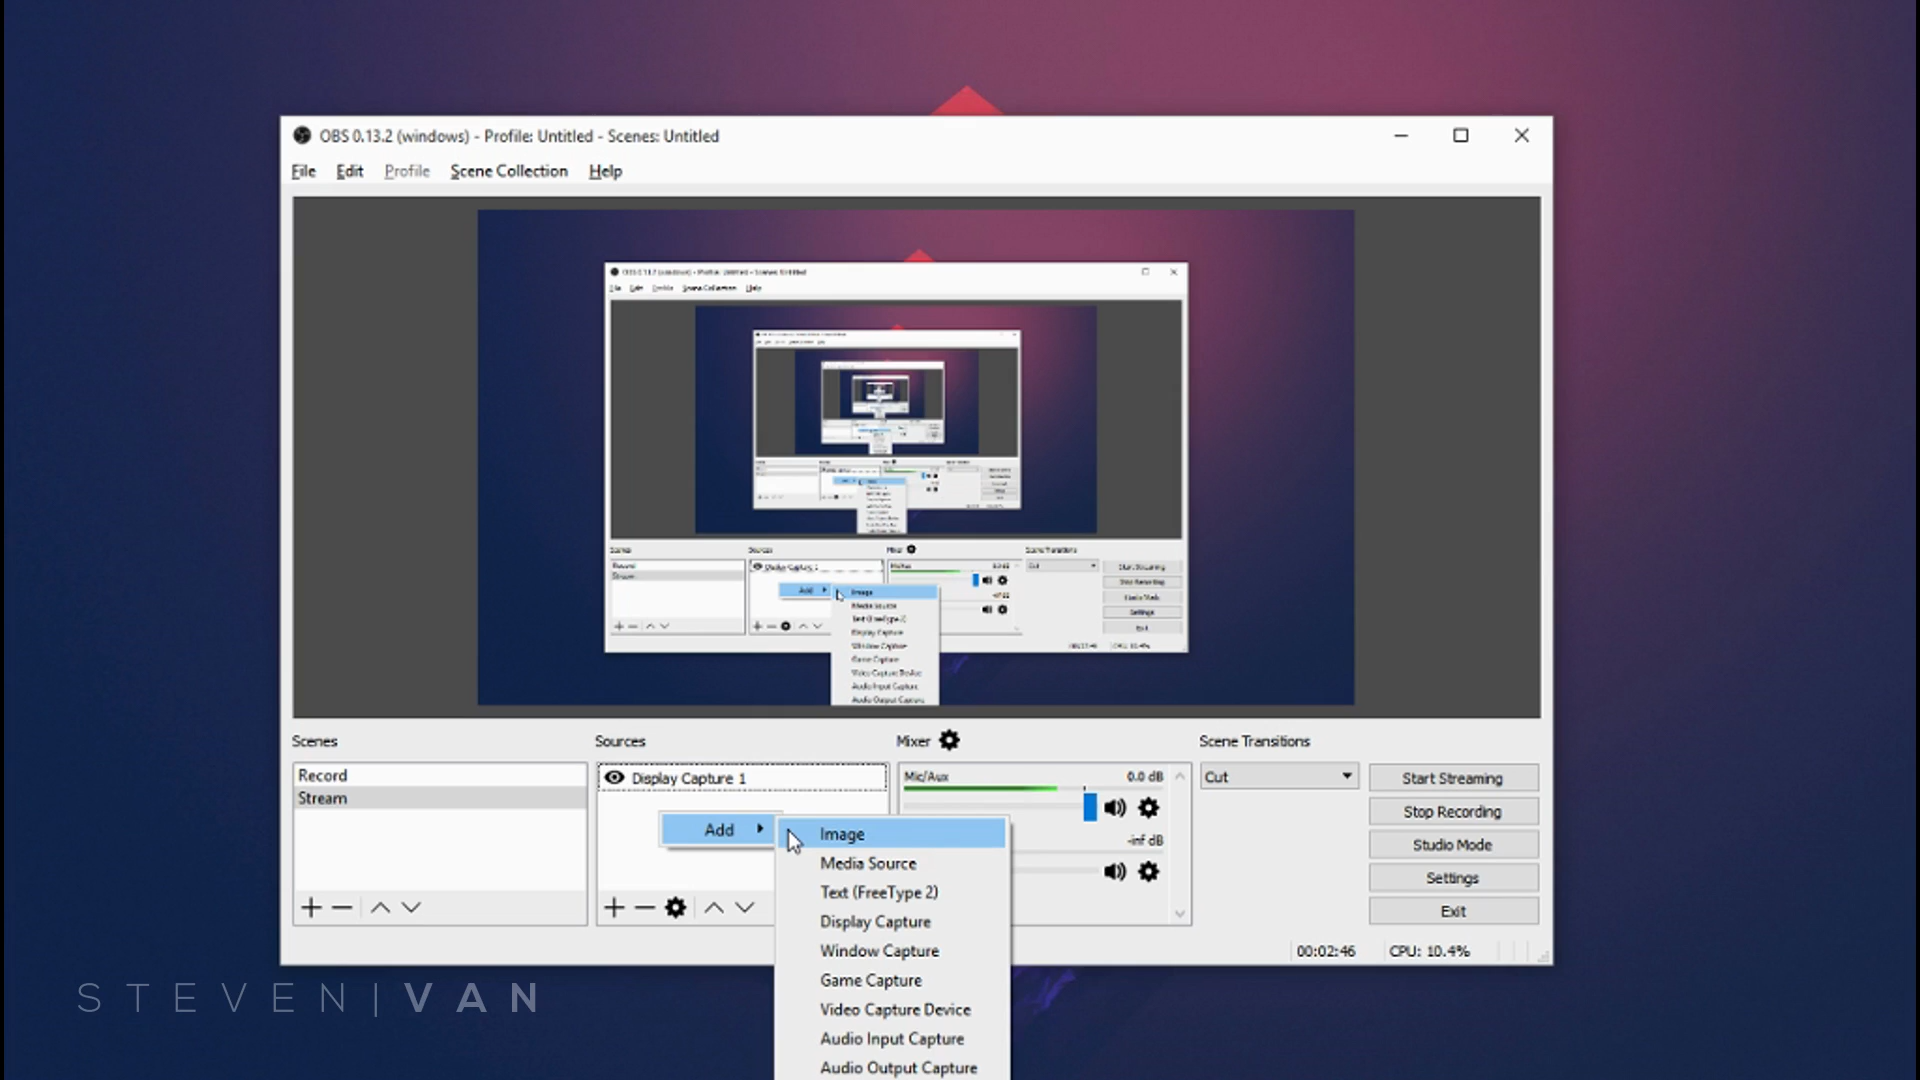 OBS 0.13.2 (windows) - Profile: Untitled - Scenes: Untitled
File Edit Profile Scene Collection Help
Scenes
Record
Stream
Sources
Display Capture 1
Add
Image
Media Source
Text (FreeType 2)
Display Capture
Window Capture
Game Capture
Video Capture Device
Audio Input Capture
Audio Output Capture
Mixer
Mic/Aux 0.0 dB
-inf dB
Scene Transitions
Cut
Start Streaming
Stop Recording
Studio Mode
Settings
Exit
00:02:46 CPU: 10.4%
STEVEN|VAN